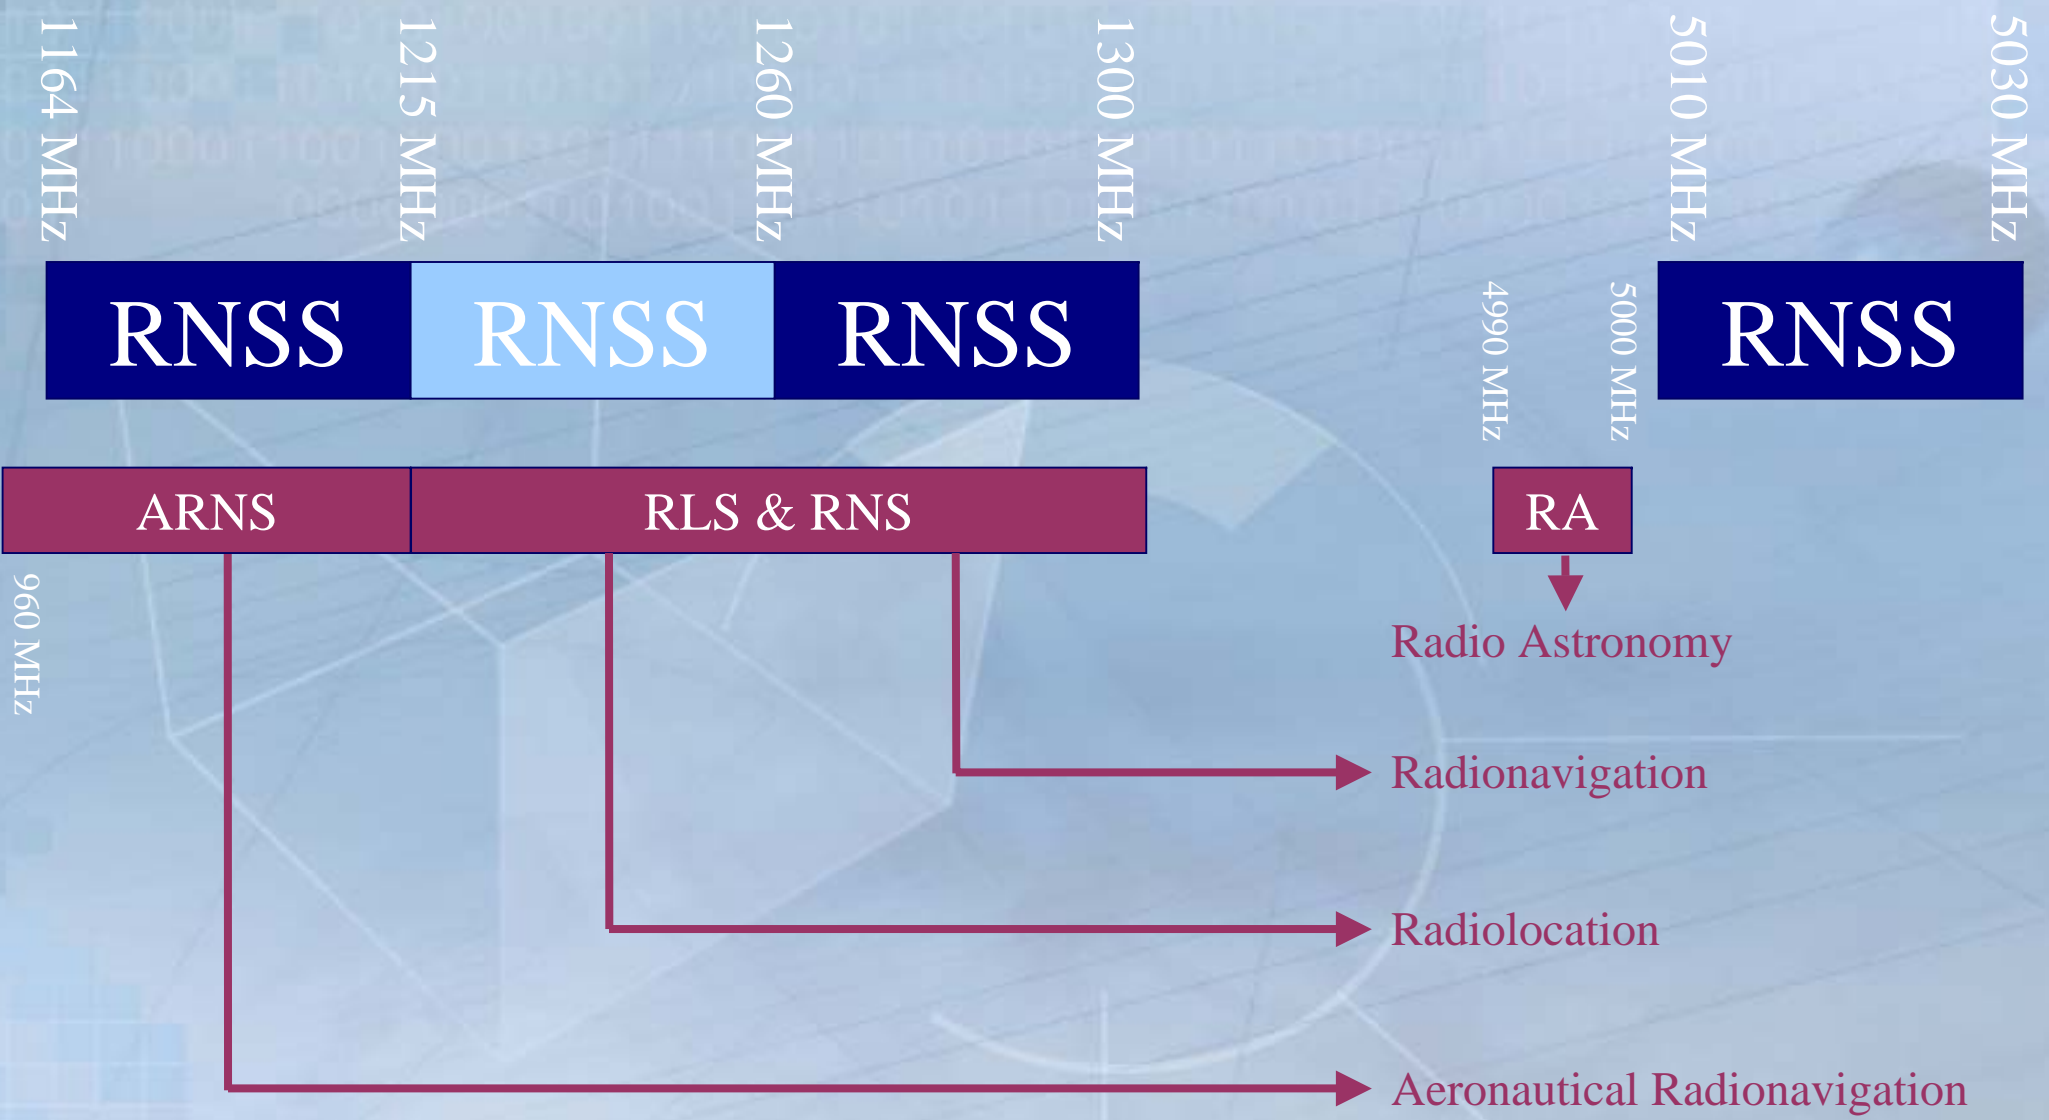 1164 MHz
1215 MHz
1260 MHz
1300 MHz
5010 MHz
5030 MHz
RNSS
RNSS
RNSS
4990 MHz
5000 MHz
RNSS
ARNS
RLS & RNS
RA
960 MHz
Radio Astronomy
Radionavigation
Radiolocation
Aeronautical Radionavigation